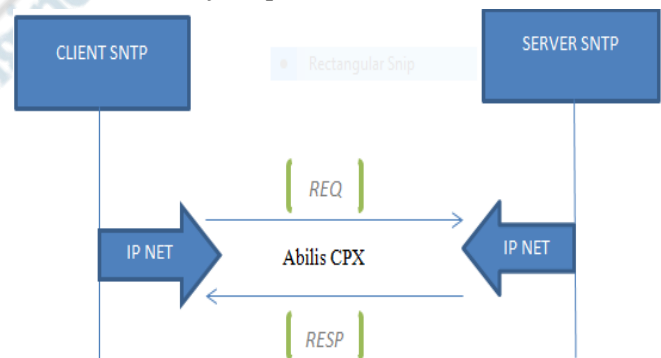 CLIENT SNTP
SERVER SNTP
Rectangular Snip
REQ
IP NET
Abilis CPX
IP NET
RESP